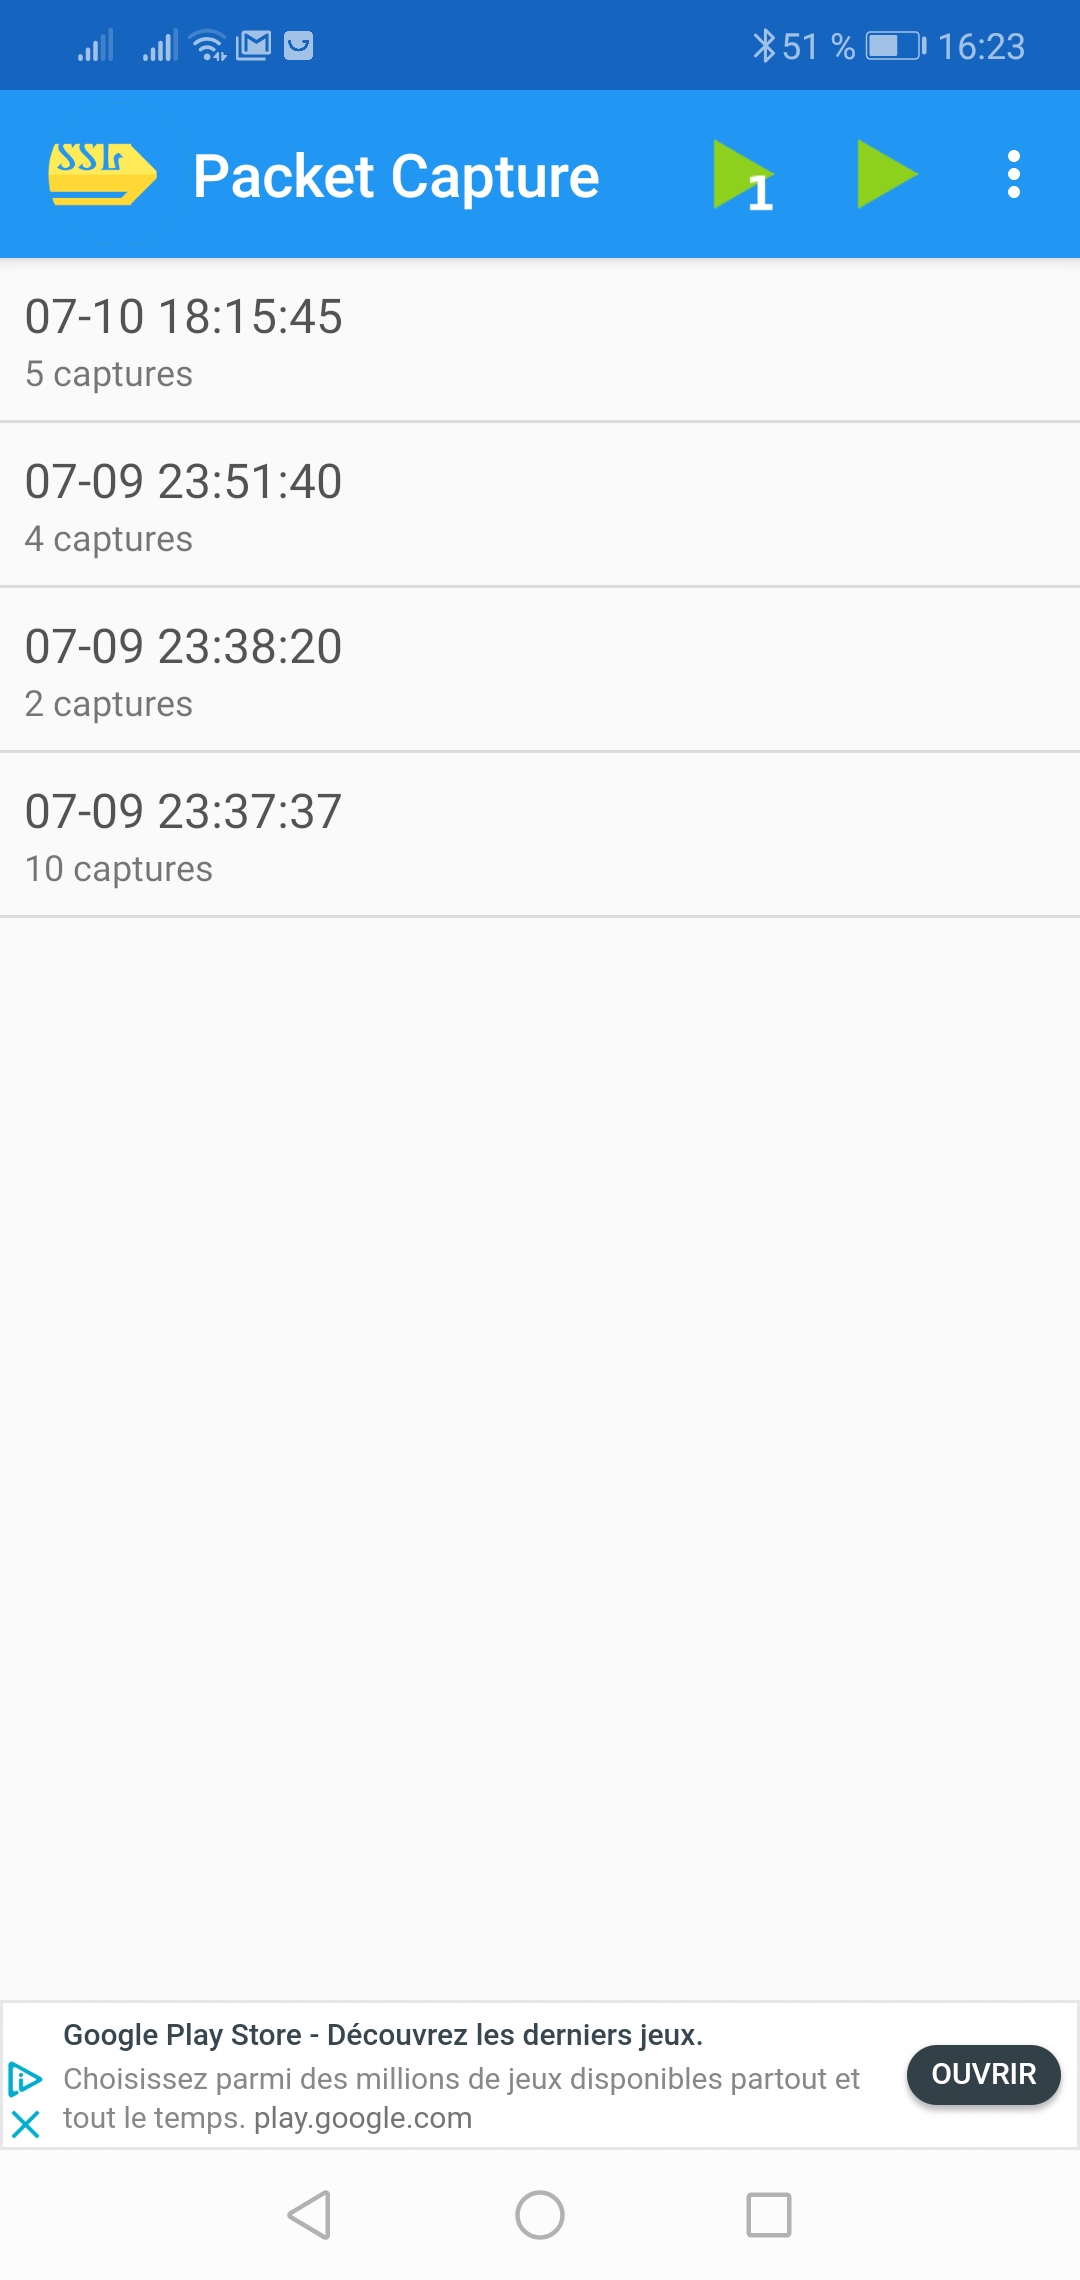 51 % 16:23
SSL Packet Capture 1
07-10 18:15:45
5 captures
07-09 23:51:40
4 captures
07-09 23:38:20
2 captures
07-09 23:37:37
10 captures
Google Play Store - Découvrez les derniers jeux.
Choisissez parmi des millions de jeux disponibles partout et
tout le temps. play.google.com
OUVRIR